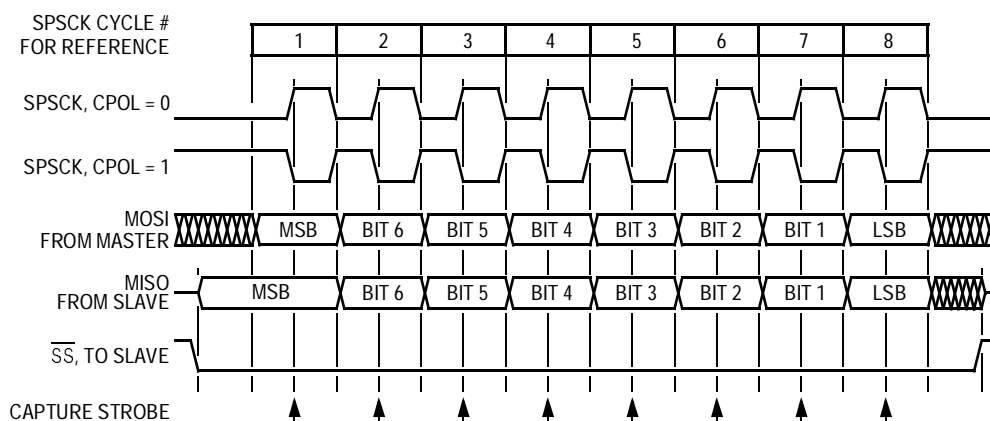 SPSCK CYCLE #
FOR REFERENCE
1 2 3 4 5 6 7 8
SPSCK, CPOL = 0
SPSCK, CPOL = 1
MOSI
FROM MASTER
MSB BIT 6 BIT 5 BIT 4 BIT 3 BIT 2 BIT 1 LSB
MISO
FROM SLAVE
MSB BIT 6 BIT 5 BIT 4 BIT 3 BIT 2 BIT 1 LSB
S̅S̅, TO SLAVE
CAPTURE STROBE